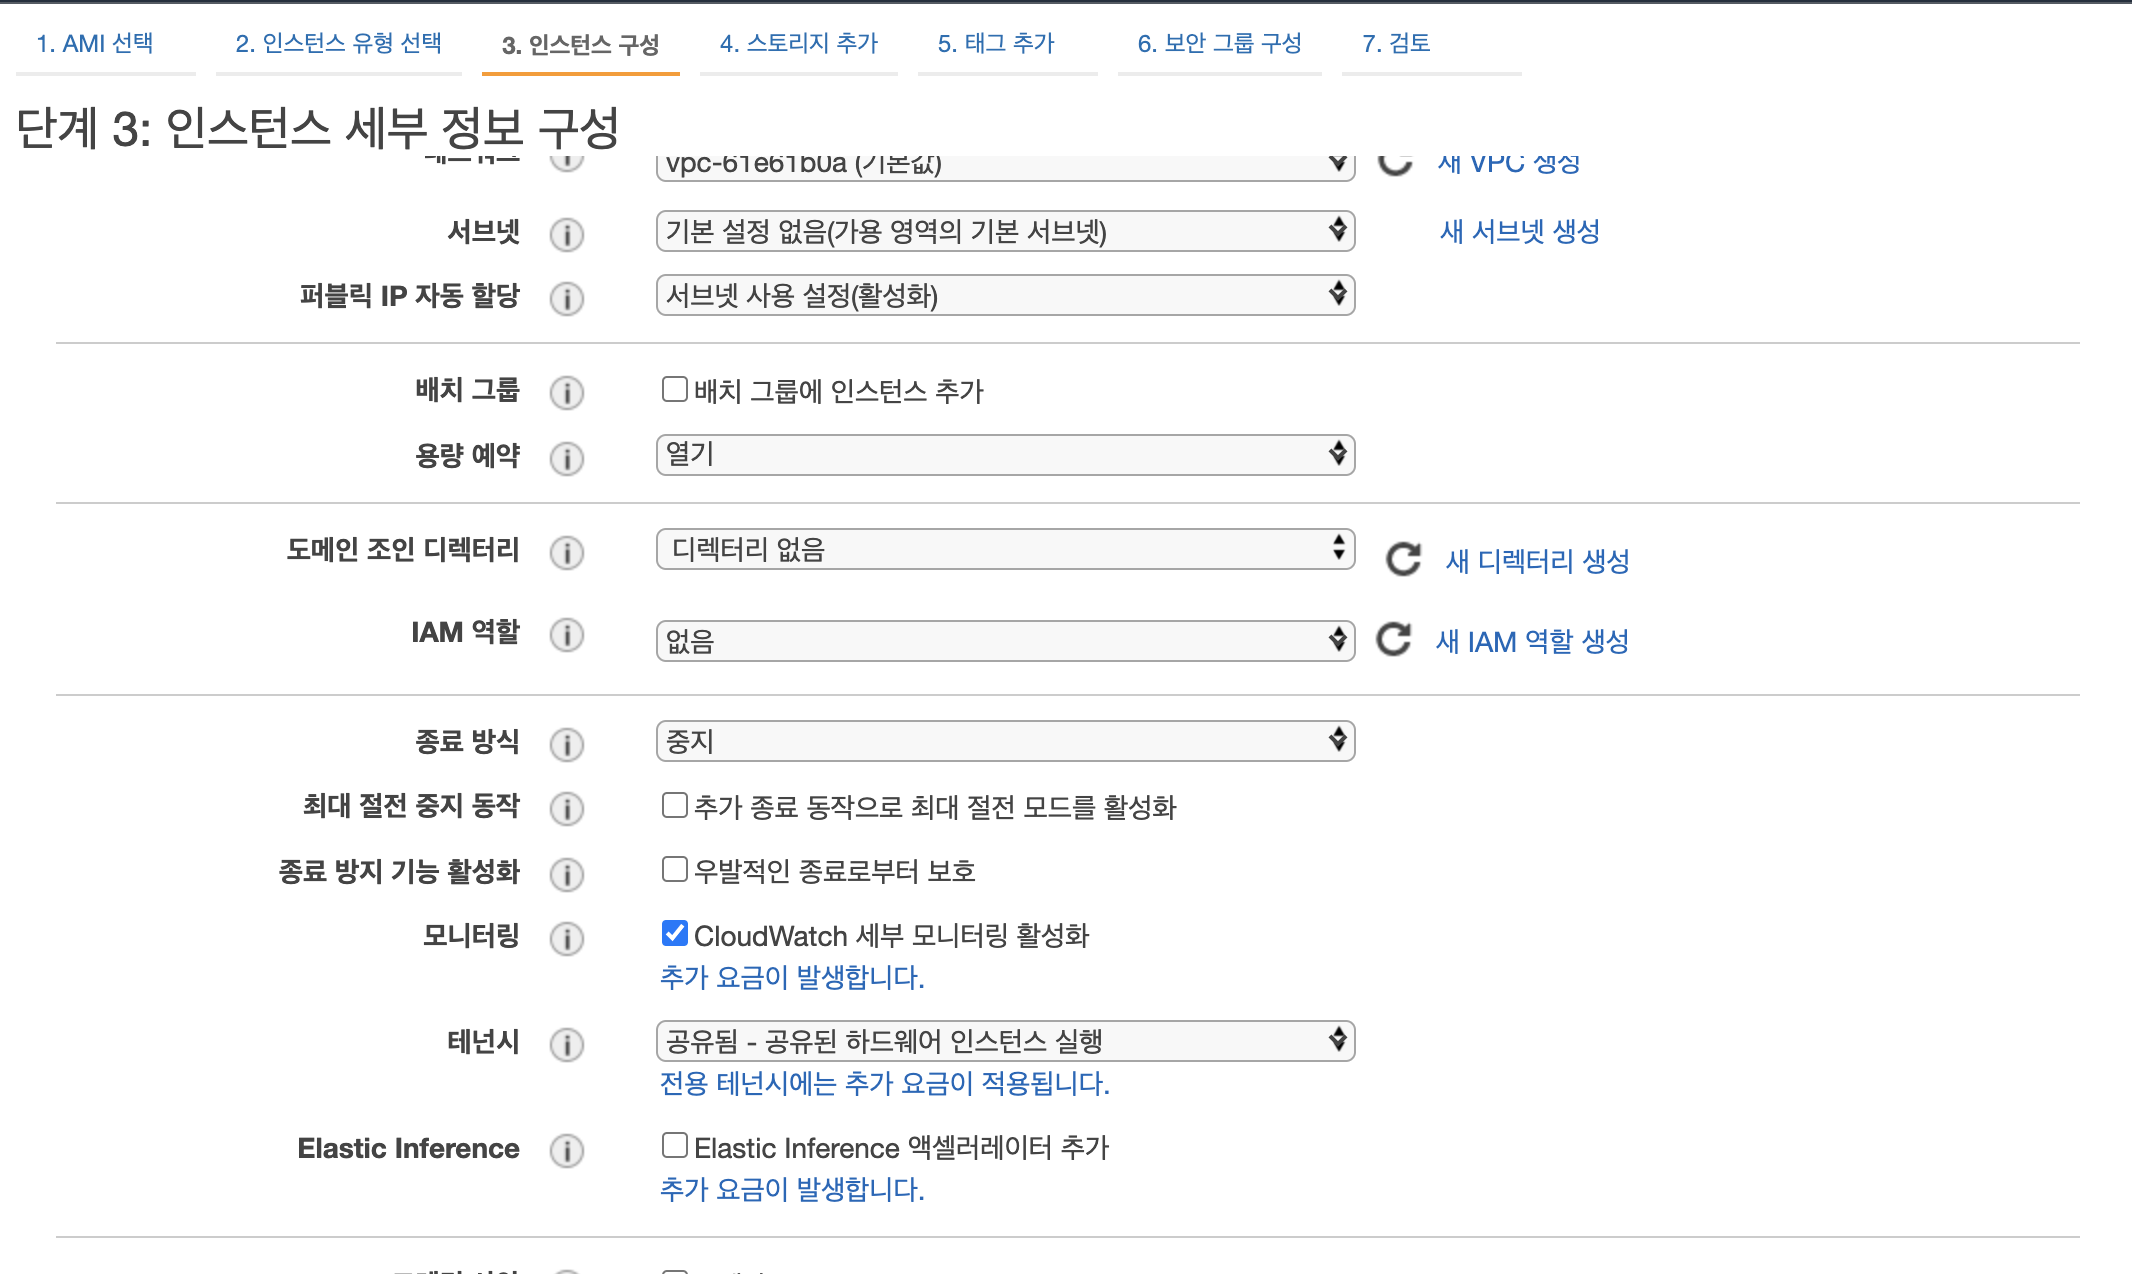 1. AMI 선택
2. 인스턴스 유형 선택
3. 인스턴스 구성
4. 스토리지 추가
5. 태그 추가
6. 보안 그룹 구성
7. 검토
단계 3: 인스턴스 세부 정보 구성
vpc-61e61b0a (기본값)
새 VPC 생성
서브넷
기본 설정 없음(가용 영역의 기본 서브넷)
새 서브넷 생성
퍼블릭 IP 자동 할당
서브넷 사용 설정(활성화)
배치 그룹
배치 그룹에 인스턴스 추가
용량 예약
열기
도메인 조인 디렉터리
디렉터리 없음
새 디렉터리 생성
IAM 역할
없음
새 IAM 역할 생성
종료 방식
중지
최대 절전 중지 동작
추가 종료 동작으로 최대 절전 모드를 활성화
종료 방지 기능 활성화
우발적인 종료로부터 보호
모니터링
CloudWatch 세부 모니터링 활성화
추가 요금이 발생합니다.
테넌시
공유됨 - 공유된 하드웨어 인스턴스 실행
전용 테넌시에는 추가 요금이 적용됩니다.
Elastic Inference
Elastic Inference 액셀러레이터 추가
추가 요금이 발생합니다.